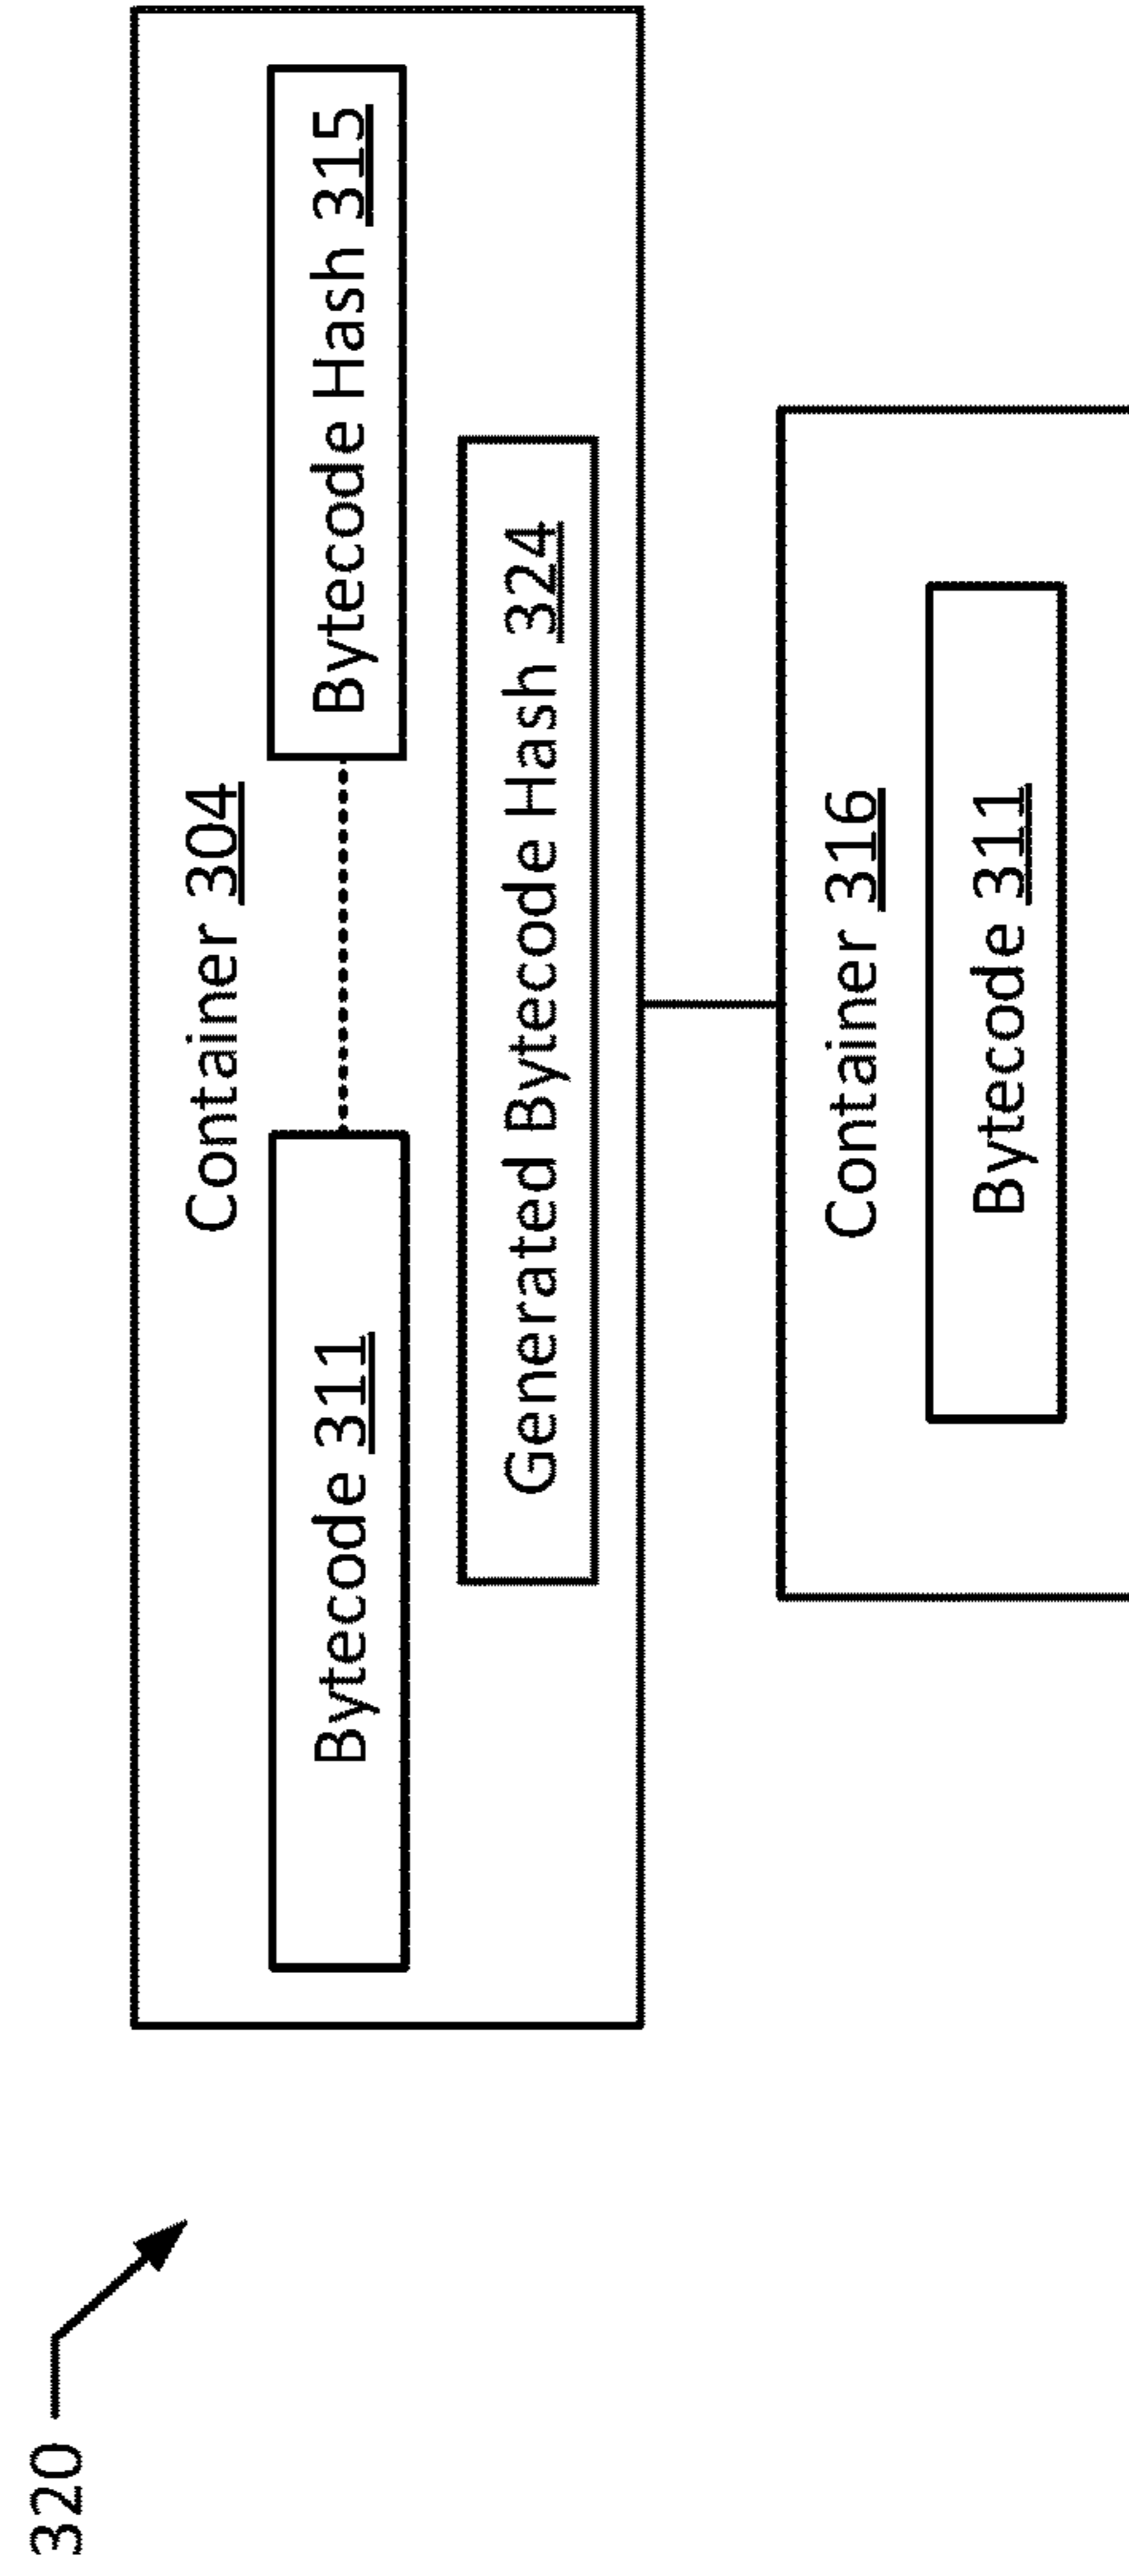 320
Container 304
Bytecode 311
Bytecode Hash 315
Generated Bytecode Hash 324
Container 316
Bytecode 311